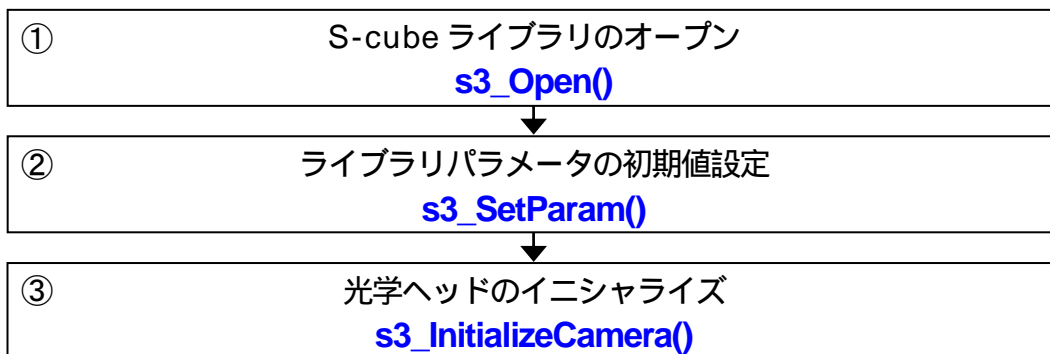 ① S-cube ライブラリのオープン
s3_Open()
② ライブラリパラメータの初期値設定
s3_SetParam()
③ 光学ヘッドのイニシャライズ
s3_InitializeCamera()